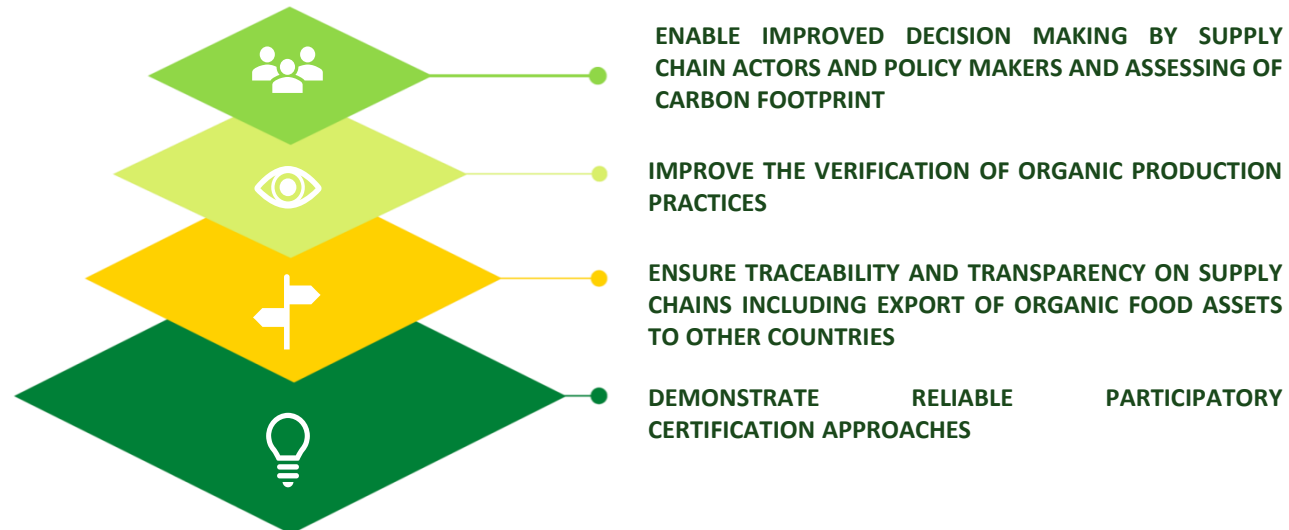 ENABLE IMPROVED DECISION MAKING BY SUPPLY
CHAIN ACTORS AND POLICY MAKERS AND ASSESSING OF
CARBON FOOTPRINT
IMPROVE THE VERIFICATION OF ORGANIC PRODUCTION
PRACTICES
ENSURE TRACEABILITY AND TRANSPARENCY ON SUPPLY
CHAINS INCLUDING EXPORT OF ORGANIC FOOD ASSETS
TO OTHER COUNTRIES
DEMONSTRATE RELIABLE PARTICIPATORY
CERTIFICATION APPROACHES